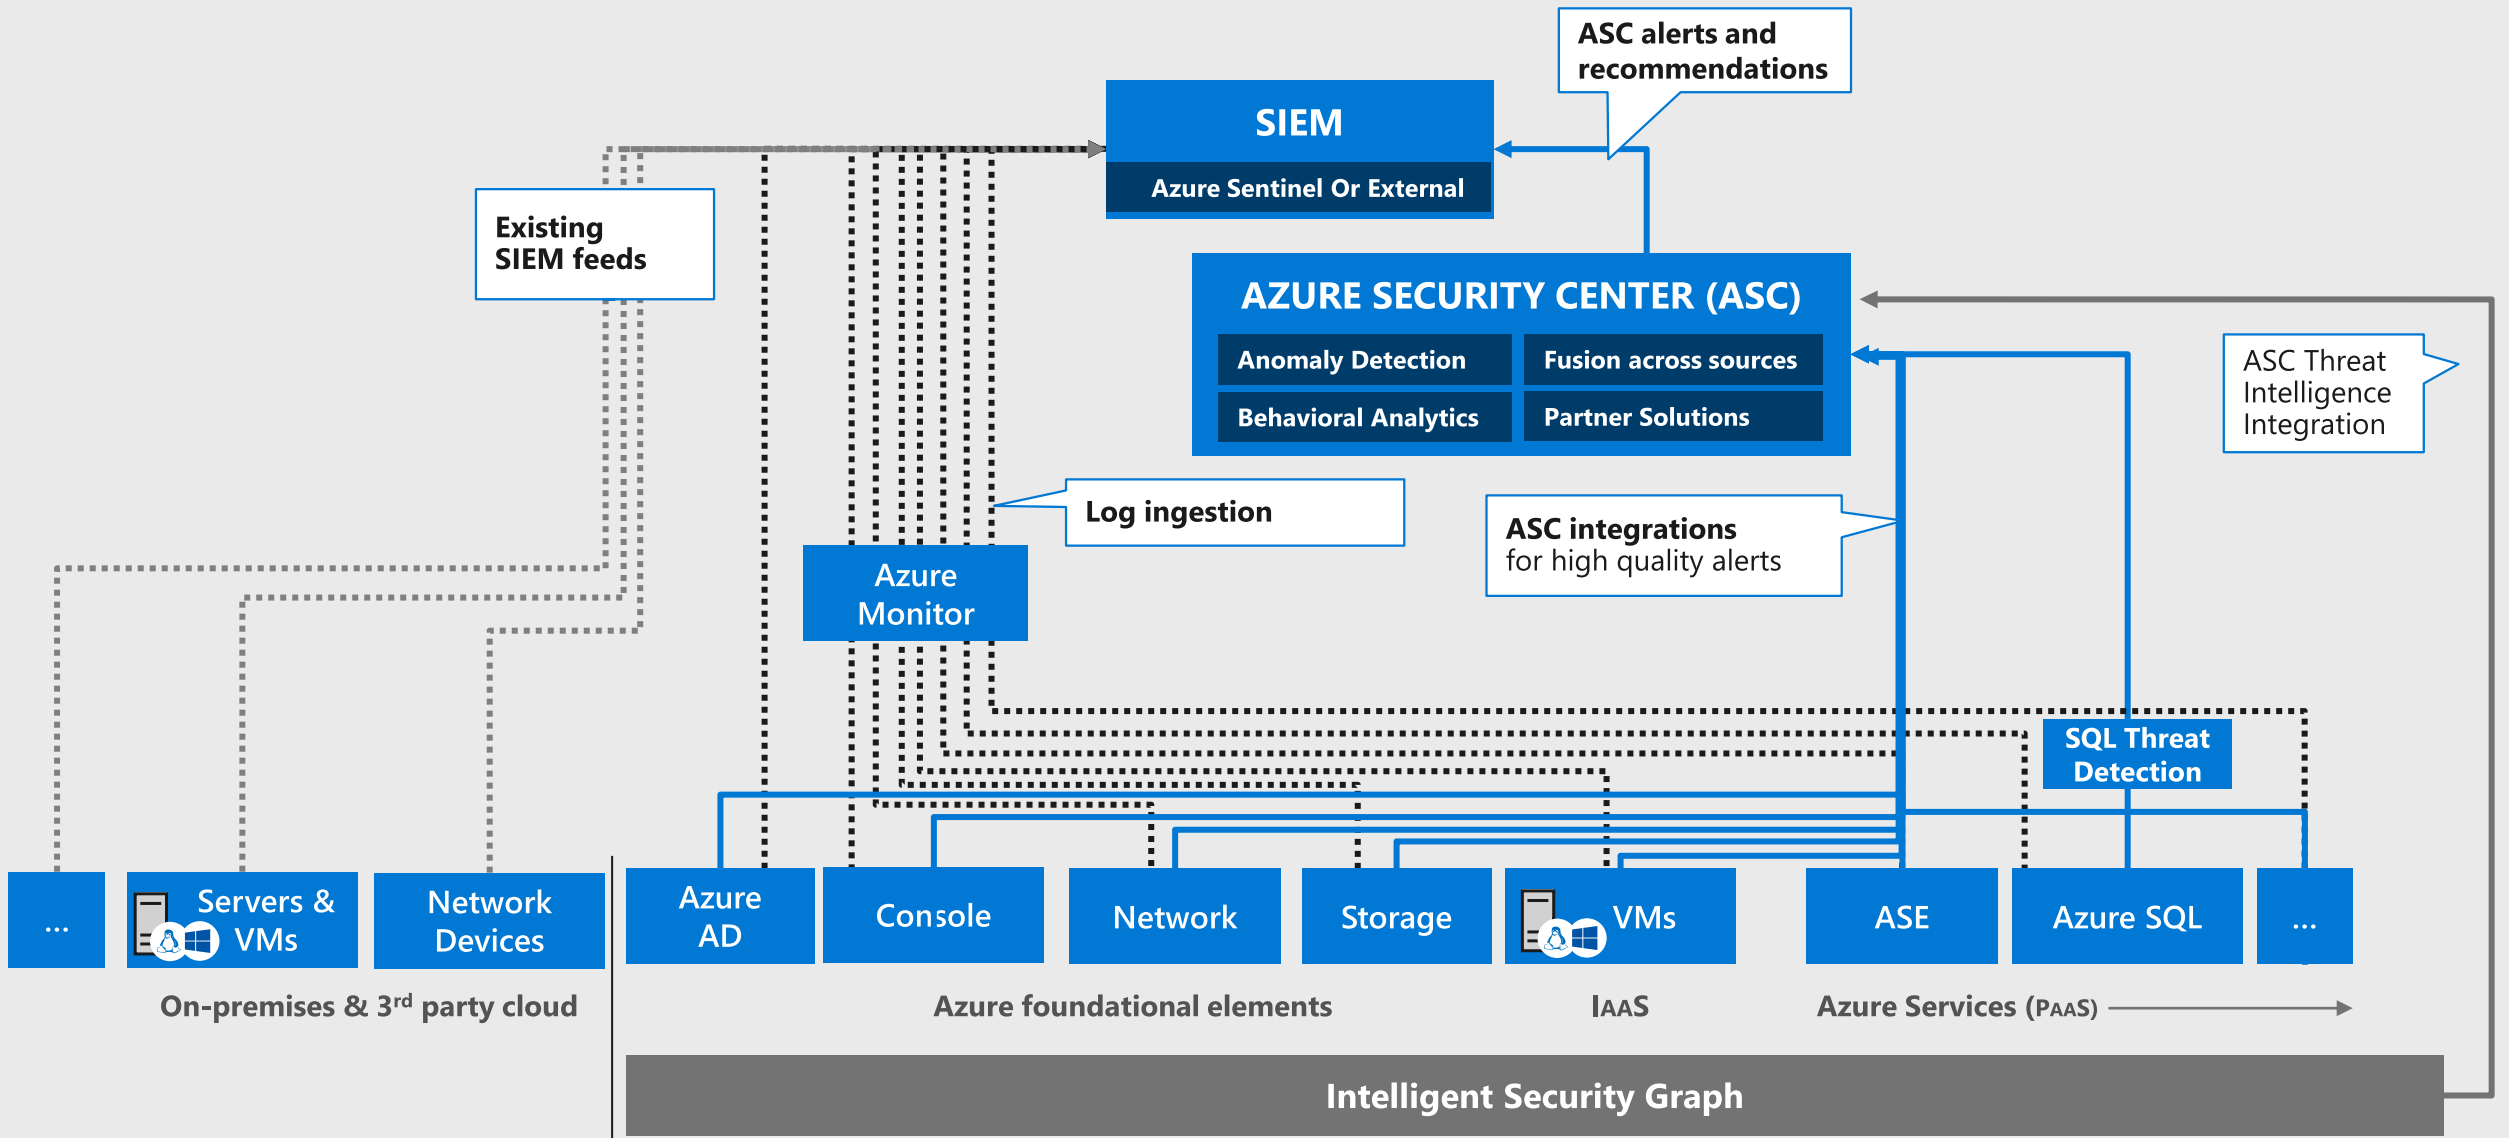 ASC alerts and
recommendations
SIEM
Azure Sentinel Or External
Existing
SIEM feeds
AZURE SECURITY CENTER (ASC)
Anomaly Detection
Fusion across sources
Behavioral Analytics
Partner Solutions
ASC Threat
Intelligence
Integration
Log ingestion
ASC integrations
for high quality alerts
Azure
Monitor
SQL Threat
Detection
...
Servers &
VMs
Network
Devices
Azure
AD
Console
Network
Storage
VMs
ASE
Azure SQL
...
On-premises & 3rd party cloud
Azure foundational elements
IAAS
Azure Services (PAAS)
Intelligent Security Graph